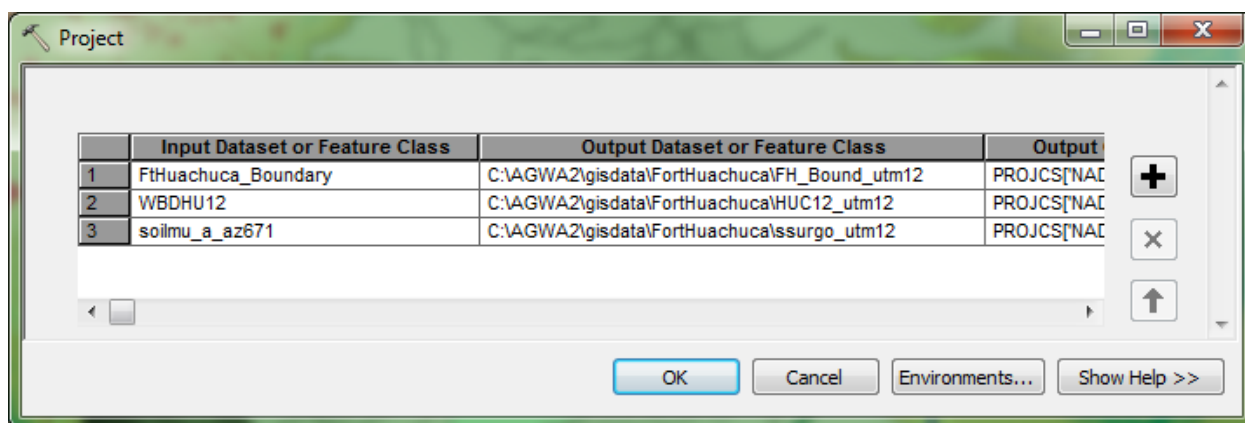 Project
Input Dataset or Feature Class Output Dataset or Feature Class Output
1 FtHuachuca_Boundary C:\AGWA2\gisdata\FortHuachuca\FH_Bound_utm12 PROJCS['NAD
2 WBDHU12 C:\AGWA2\gisdata\FortHuachuca\HUC12_utm12 PROJCS['NAD
3 soilmu_a_az671 C:\AGWA2\gisdata\FortHuachuca\ssurgo_utm12 PROJCS['NAD
OK Cancel Environments... Show Help >>